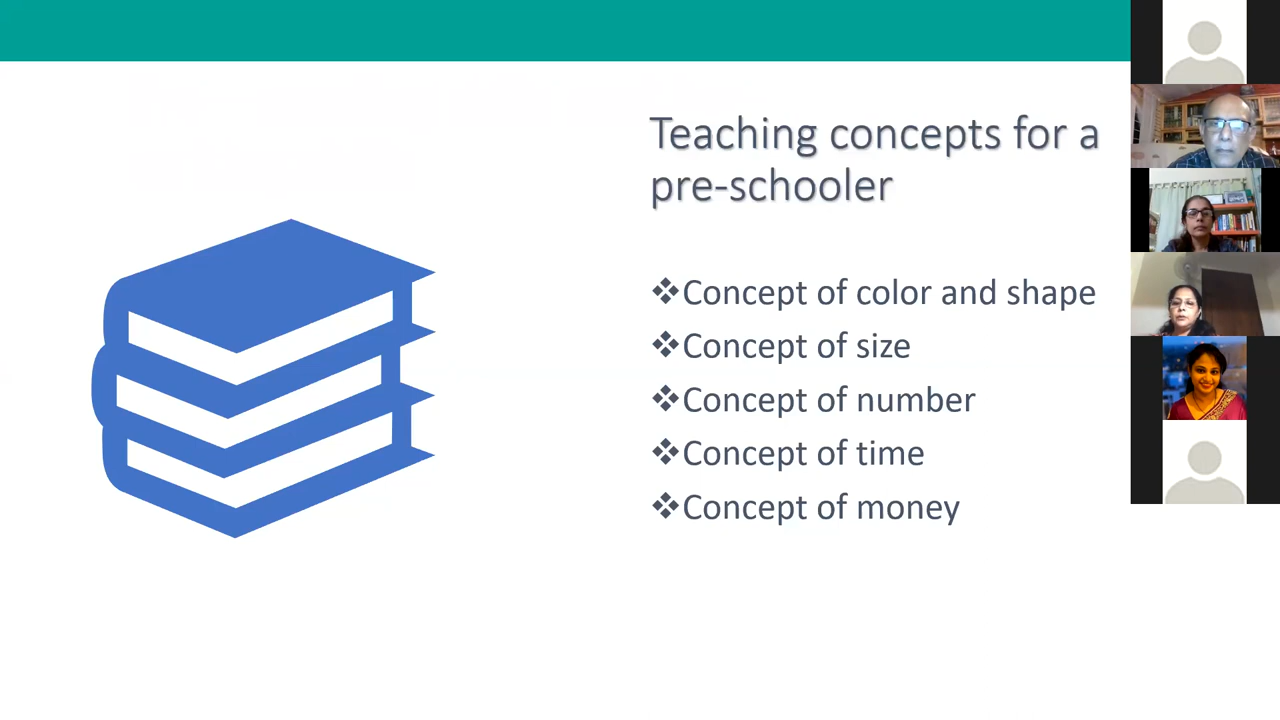 Teaching concepts for a
pre-schooler
❖Concept of color and shape
❖Concept of size
❖Concept of number
❖Concept of time
❖Concept of money